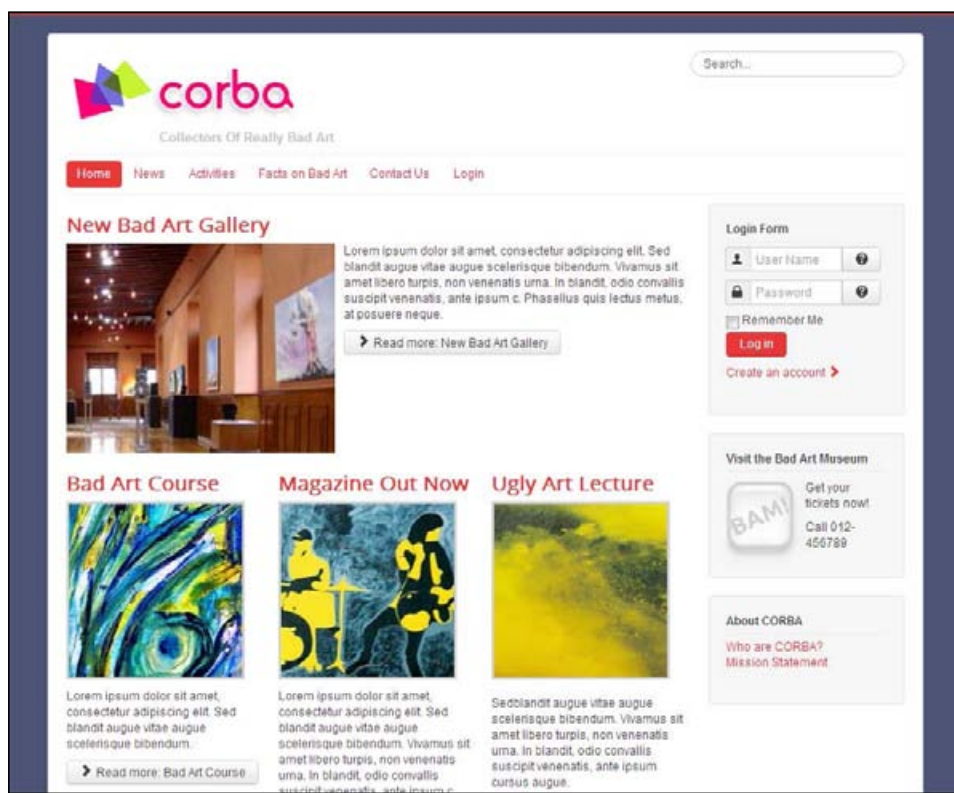 corba
Search...
Collectors Of Really Bad Art
Home News Activities Facts on Bad Art Contact Us Login
New Bad Art Gallery
Lorem ipsum dolor sit amet, consectetur adipiscing elit. Sed
blandit augue vitae augue scelerisque bibendum. Vivamus sit
amet libero turpis, non venenatis urna. In blandit, odio convallis
suscipit venenatis, ante ipsum c. Phasellus quis lectus metus,
at posuere neque.
Read more: New Bad Art Gallery
Bad Art Course
Lorem ipsum dolor sit amet,
consectetur adipiscing elit. Sed
blandit augue vitae augue
scelerisque bibendum.
Read more: Bad Art Course
Magazine Out Now
Lorem ipsum dolor sit amet,
consectetur adipiscing elit. Sed
blandit augue vitae augue
scelerisque bibendum. Vivamus sit
amet libero turpis, non venenatis
urna. In blandit, odio convallis
suscipit venenatis, ante ipsum c
Ugly Art Lecture
Sedblandit augue vitae augue
scelerisque bibendum. Vivamus sit
amet libero turpis, non venenatis
urna. In blandit, odio convallis
suscipit venenatis, ante ipsum
cursus augue.
Login Form
User Name
Password
Remember Me
Log in
Create an account
Visit the Bad Art Museum
BAM!
Get your
tickets now!
Call 012-
456789
About CORBA
Who are CORBA?
Mission Statement